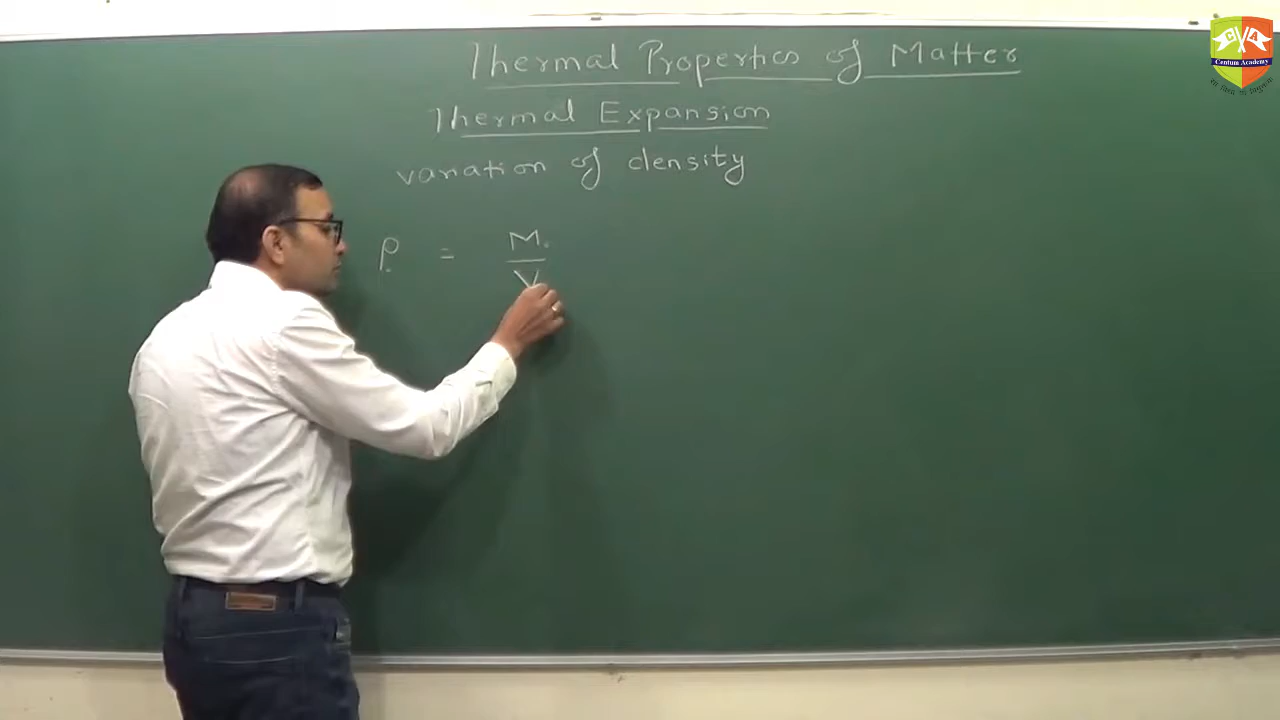 Thermal Properties of Matter
Thermal Expansion
variation of density
ρ = M/V
Centum Academy